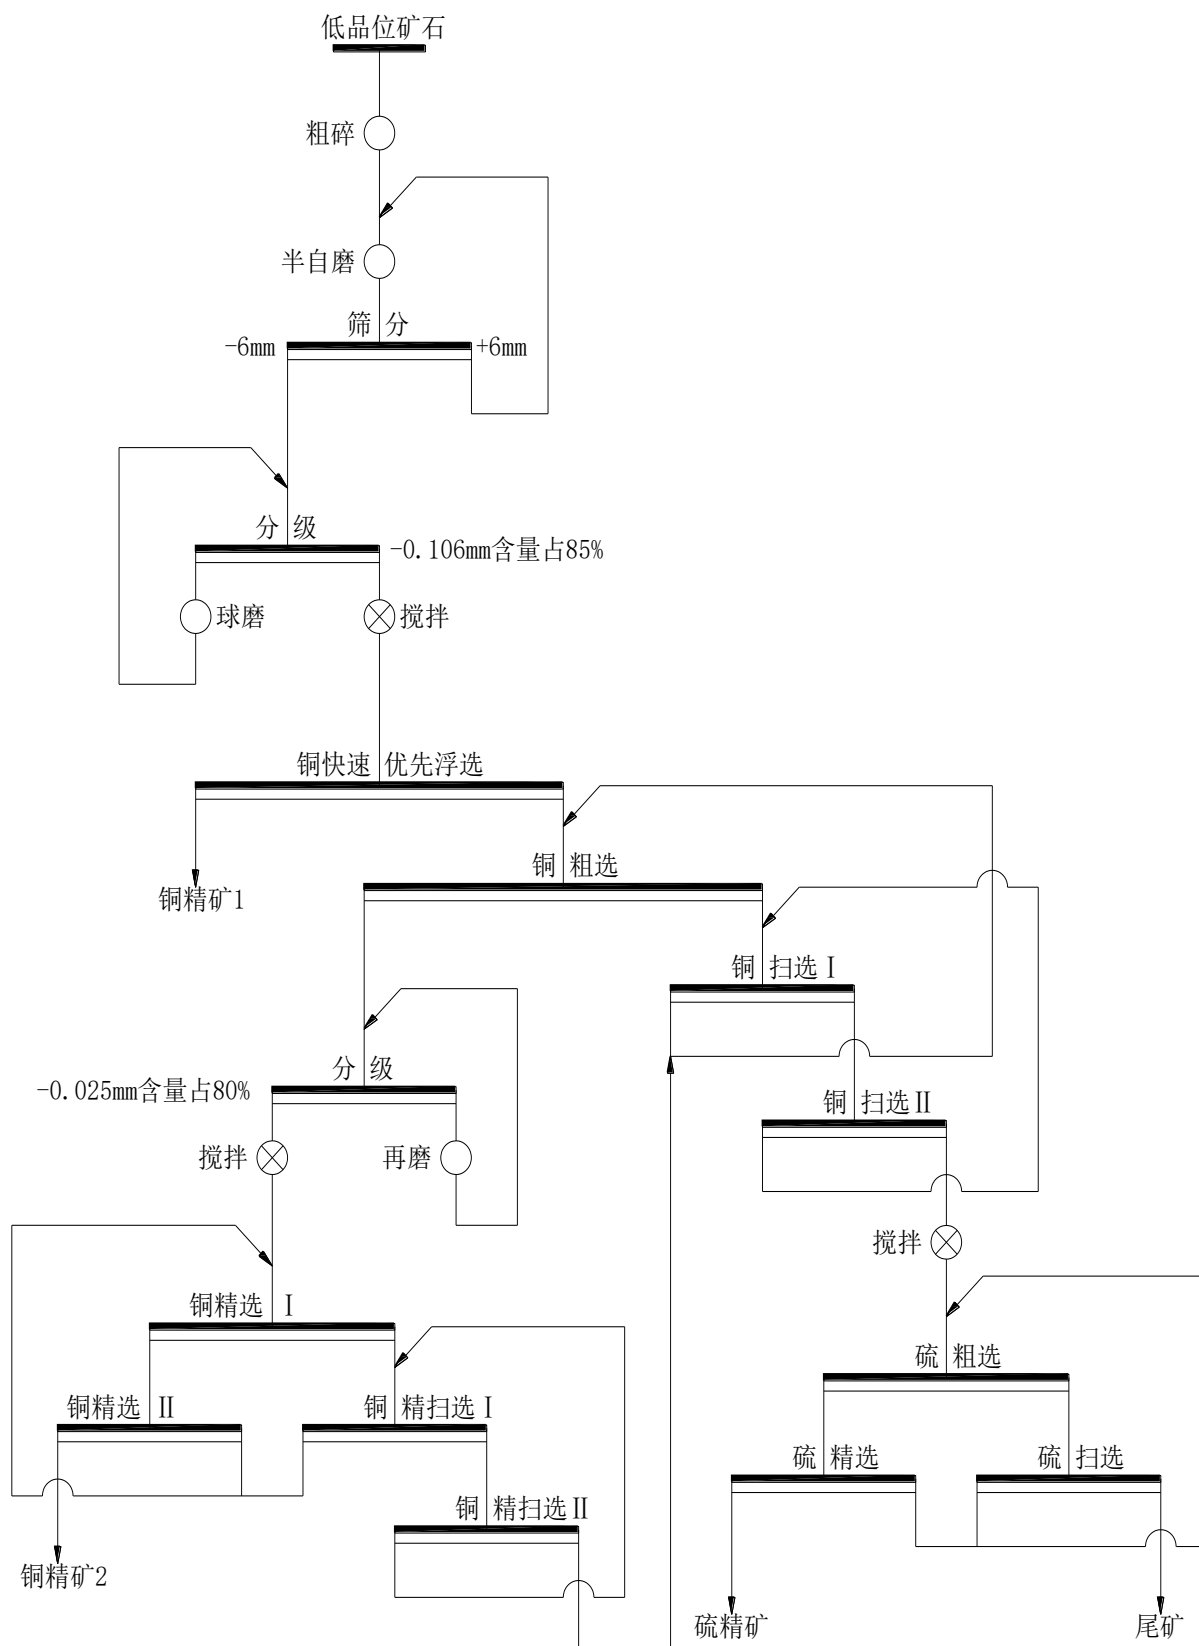 低品位矿石
粗碎
半自磨
筛 分
-6mm
+6mm
分 级
-0.106mm含量占85%
球磨
搅拌
铜快速 优先浮选
铜 粗选
铜精矿1
铜 扫选Ⅰ
分 级
-0.025mm含量占80%
铜 扫选Ⅱ
搅拌
再磨
搅拌
铜精选 Ⅰ
硫 粗选
铜精选 Ⅱ
铜 精扫选Ⅰ
硫 精选
硫 扫选
铜 精扫选Ⅱ
铜精矿2
硫精矿
尾矿